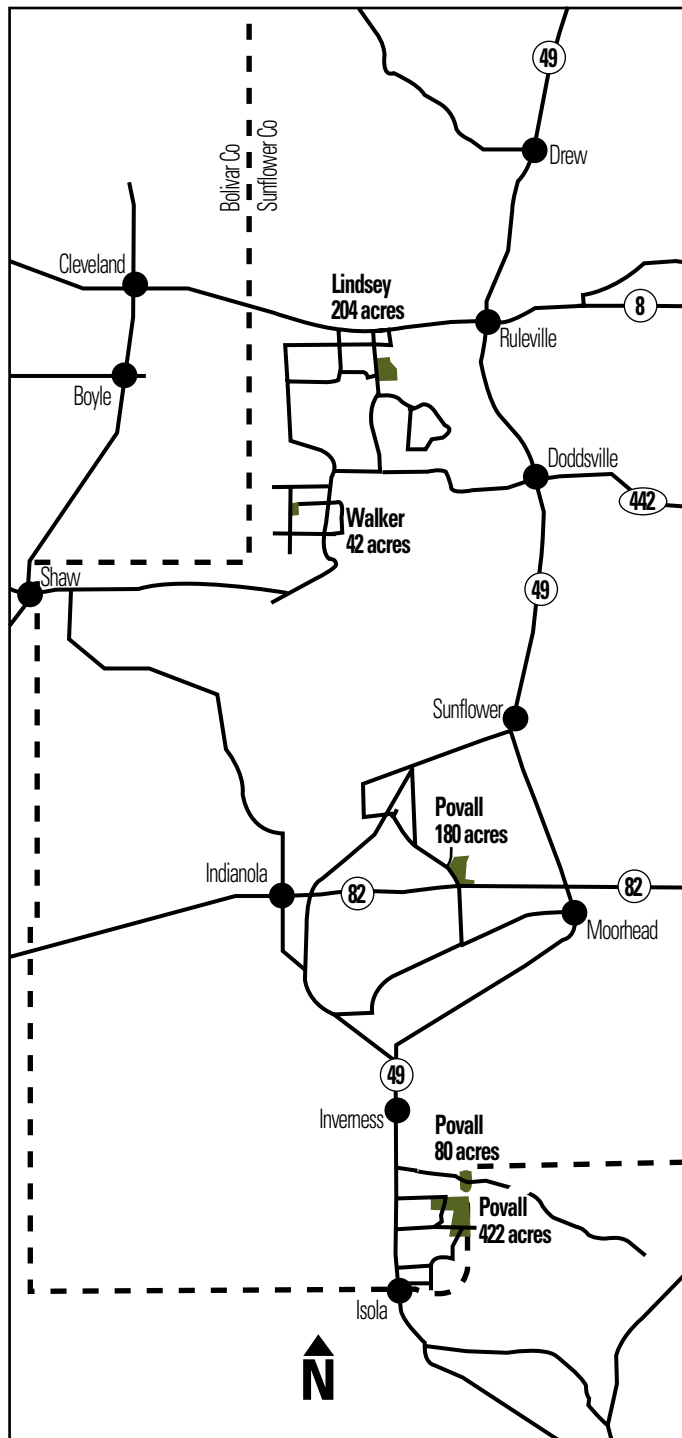 49
Drew
Bolivar Co
Sunflower Co
Cleveland
Lindsey
204 acres
8
Ruleville
Boyle
Doddsville
442
Walker
42 acres
Shaw
49
Sunflower
Povall
180 acres
Indianola
82
82
Moorhead
49
Inverness
Povall
80 acres
Povall
422 acres
Isola
N